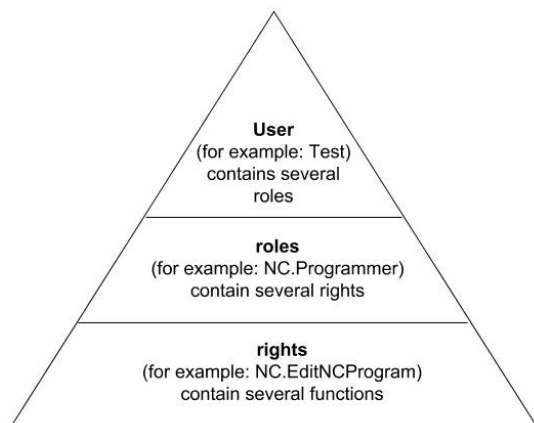 User
(for example: Test)
contains several
roles
roles
(for example: NC.Programmer)
contain several rights
rights
(for example: NC.EditNCProgram)
contain several functions